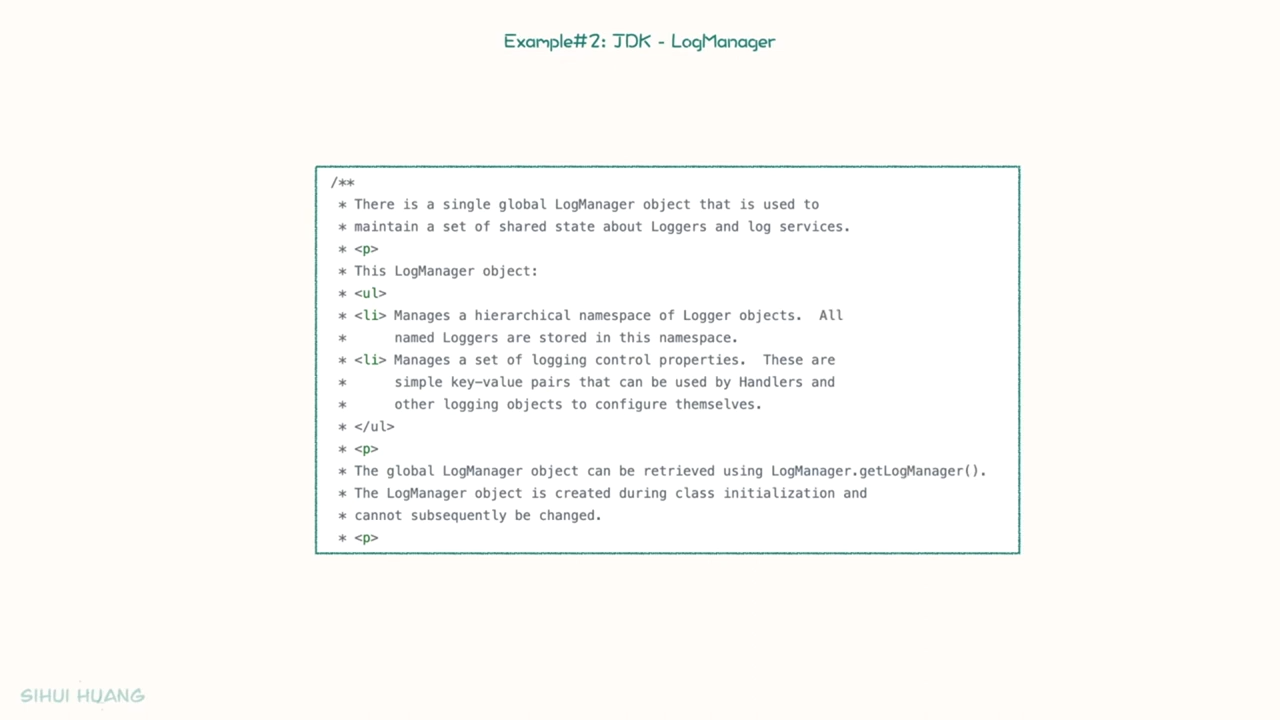 Example#2: JDK - LogManager
/**
 * There is a single global LogManager object that is used to
 * maintain a set of shared state about Loggers and log services.
 * <p>
 * This LogManager object:
 * <ul>
 * <li> Manages a hierarchical namespace of Logger objects.  All
 *      named Loggers are stored in this namespace.
 * <li> Manages a set of logging control properties.  These are
 *      simple key-value pairs that can be used by Handlers and
 *      other logging objects to configure themselves.
 * </ul>
 * <p>
 * The global LogManager object can be retrieved using LogManager.getLogManager().
 * The LogManager object is created during class initialization and
 * cannot subsequently be changed.
 * <p>
SIHUI HUANG